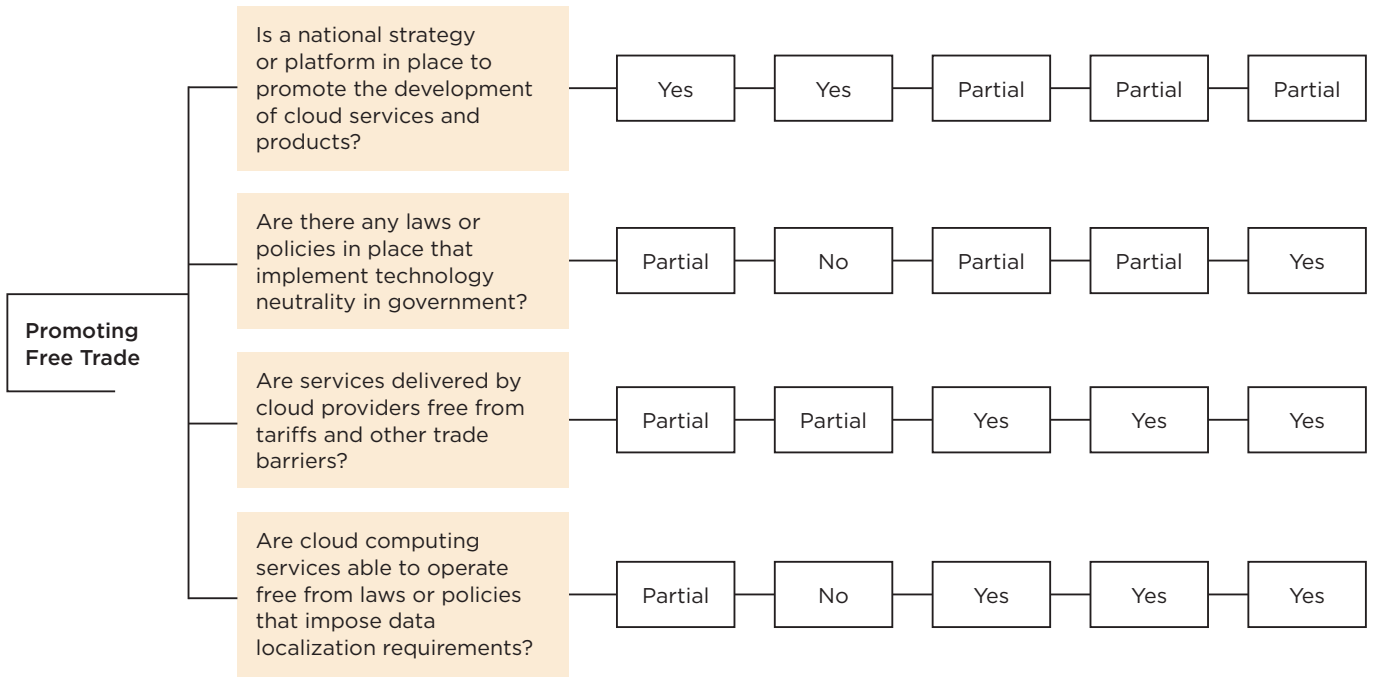 Promoting
Free Trade
Is a national strategy
or platform in place to
promote the development
of cloud services and
products?
Yes
Yes
Partial
Partial
Partial
Are there any laws or
policies in place that
implement technology
neutrality in government?
Partial
No
Partial
Partial
Yes
Are services delivered by
cloud providers free from
tariffs and other trade
barriers?
Partial
Partial
Yes
Yes
Yes
Are cloud computing
services able to operate
free from laws or policies
that impose data
localization requirements?
Partial
No
Yes
Yes
Yes